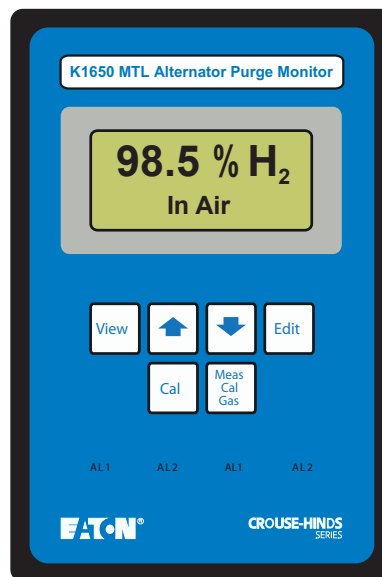 K1650 MTL Alternator Purge Monitor
98.5 % H₂
In Air
View
Edit
Cal
Meas
Cal
Gas
AL1 AL2 AL1 AL2
EATON®
CROUSE-HINDS
SERIES